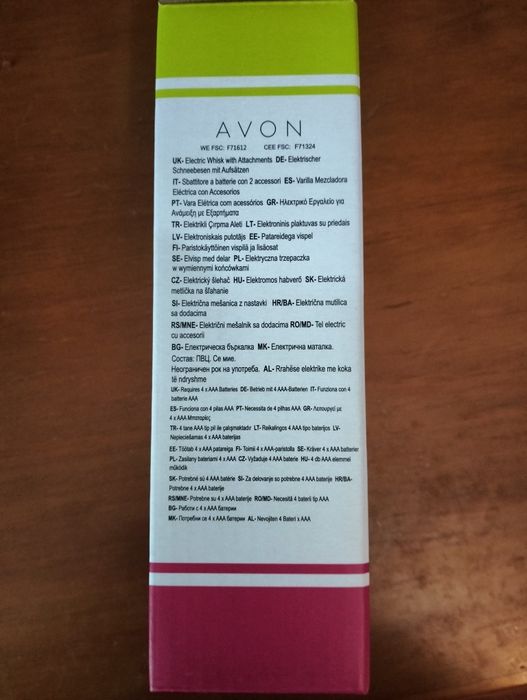 AVON
WE FSC: F71612 CEE FSC: F71324
UK- Electric Whisk with Attachments DE- Elektrischer
Schneebesen mit Aufsätzen
IT- Sbattitore a batterie con 2 accessori ES- Varilla Mezcladora
Eléctrica con Accesorios
PT- Vara Elétrica com acessórios GR- Ηλεκτρικό Εργαλείο για
Ανάμειξη με Εξαρτήματα
TR- Elektrikli Çırpma Aleti LT- Elektroninis plaktuvas su priedais
LV- Elektroniskais putotājs EE- Patareidega vispel
FI- Paristokäyttöinen vispilä ja lisäosat
SE- Elvisp med delar PL- Elektryczna trzepaczka
w wymiennymi końcówkami
CZ- Elektrický šlehač HU- Elektromos habverő SK- Elektrická
metlička na šľahanie
SI- Električna mešanica z nastavki HR/BA- Električna mutilica
sa dodacima
RS/MNE- Električni mešalnik sa dodacima RO/MD- Tel electric
cu accesorii
BG- Електрическа бъркалка MK- Електрична маталка.
Состав: ПВЦ. Се мие.
Неограничен рок на употреба. AL- Rrahëse elektrike me koka
të ndryshme
UK- Requires 4 x AAA Batteries DE- Betrieb mit 4 AAA-Batterien IT- Funziona con 4
batterie AAA
ES- Funciona con 4 pilas AAA PT- Necessita de 4 pilhas AAA GR- Λειτουργεί με
4 x AAA Μπαταρίες
TR- 4 tane AAA tip pil ile çalışmaktadır LT- Reikalingos 4 AAA tipo baterijos LV-
Nepieciešamas 4 x AAA baterijas
EE- Töötab 4 x AAA patareiga FI- Toimii 4 x AAA-paristolla SE- Kräver 4 x AAA batterier
PL- Zasilany bateriami 4 x AAA CZ- Vyžaduje 4 AAA baterie HU- 4 db AAA elemmel
működik
SK- Potrebné sú 4 AAA batérie SI- Za delovanje so potrebne 4 AAA baterije HR/BA-
Potrebne 4 x AAA baterije
RS/MNE- Potrebne su 4 x AAA baterije RO/MD- Necesită 4 baterii tip AAA
BG- Работи с 4 x AAA батерии
MK- Потребни се 4 x AAA батерии AL- Nevojiten 4 Bateri x AAA